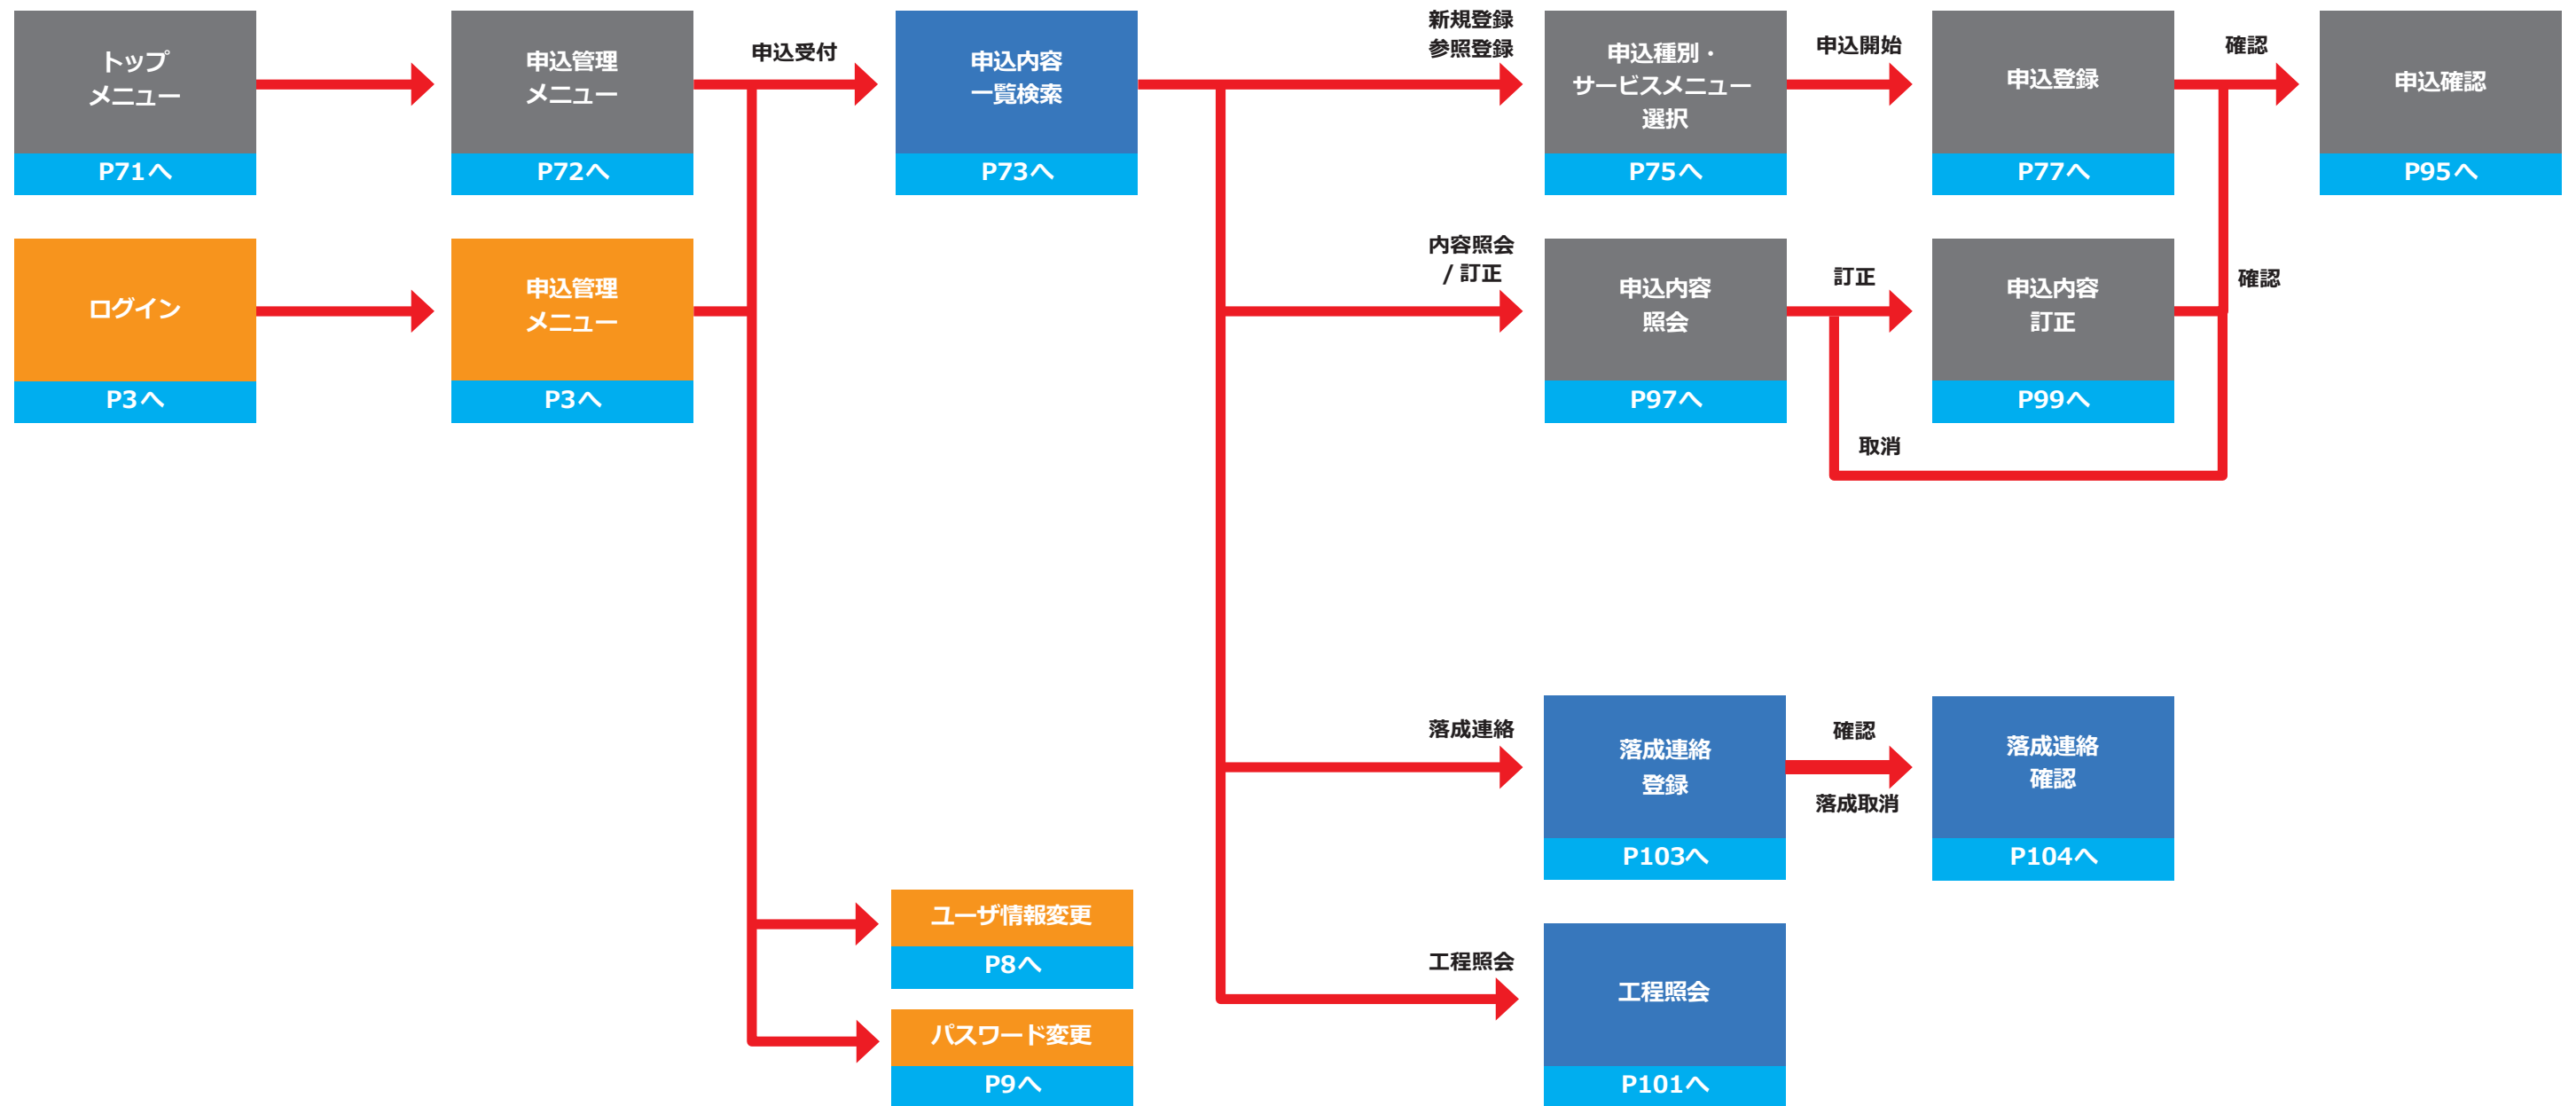 トップ
メニュー
P71へ
申込管理
メニュー
P72へ
申込受付
申込内容
一覧検索
P73へ
新規登録
参照登録
申込種別・
サービスメニュー
選択
P75へ
申込開始
申込登録
P77へ
確認
申込確認
P95へ
ログイン
P3へ
申込管理
メニュー
P3へ
内容照会
/ 訂正
申込内容
照会
P97へ
訂正
申込内容
訂正
P99へ
確認
取消
落成連絡
落成連絡
登録
P103へ
確認
落成取消
落成連絡
確認
P104へ
ユーザ情報変更
P8へ
工程照会
工程照会
P101へ
パスワード変更
P9へ